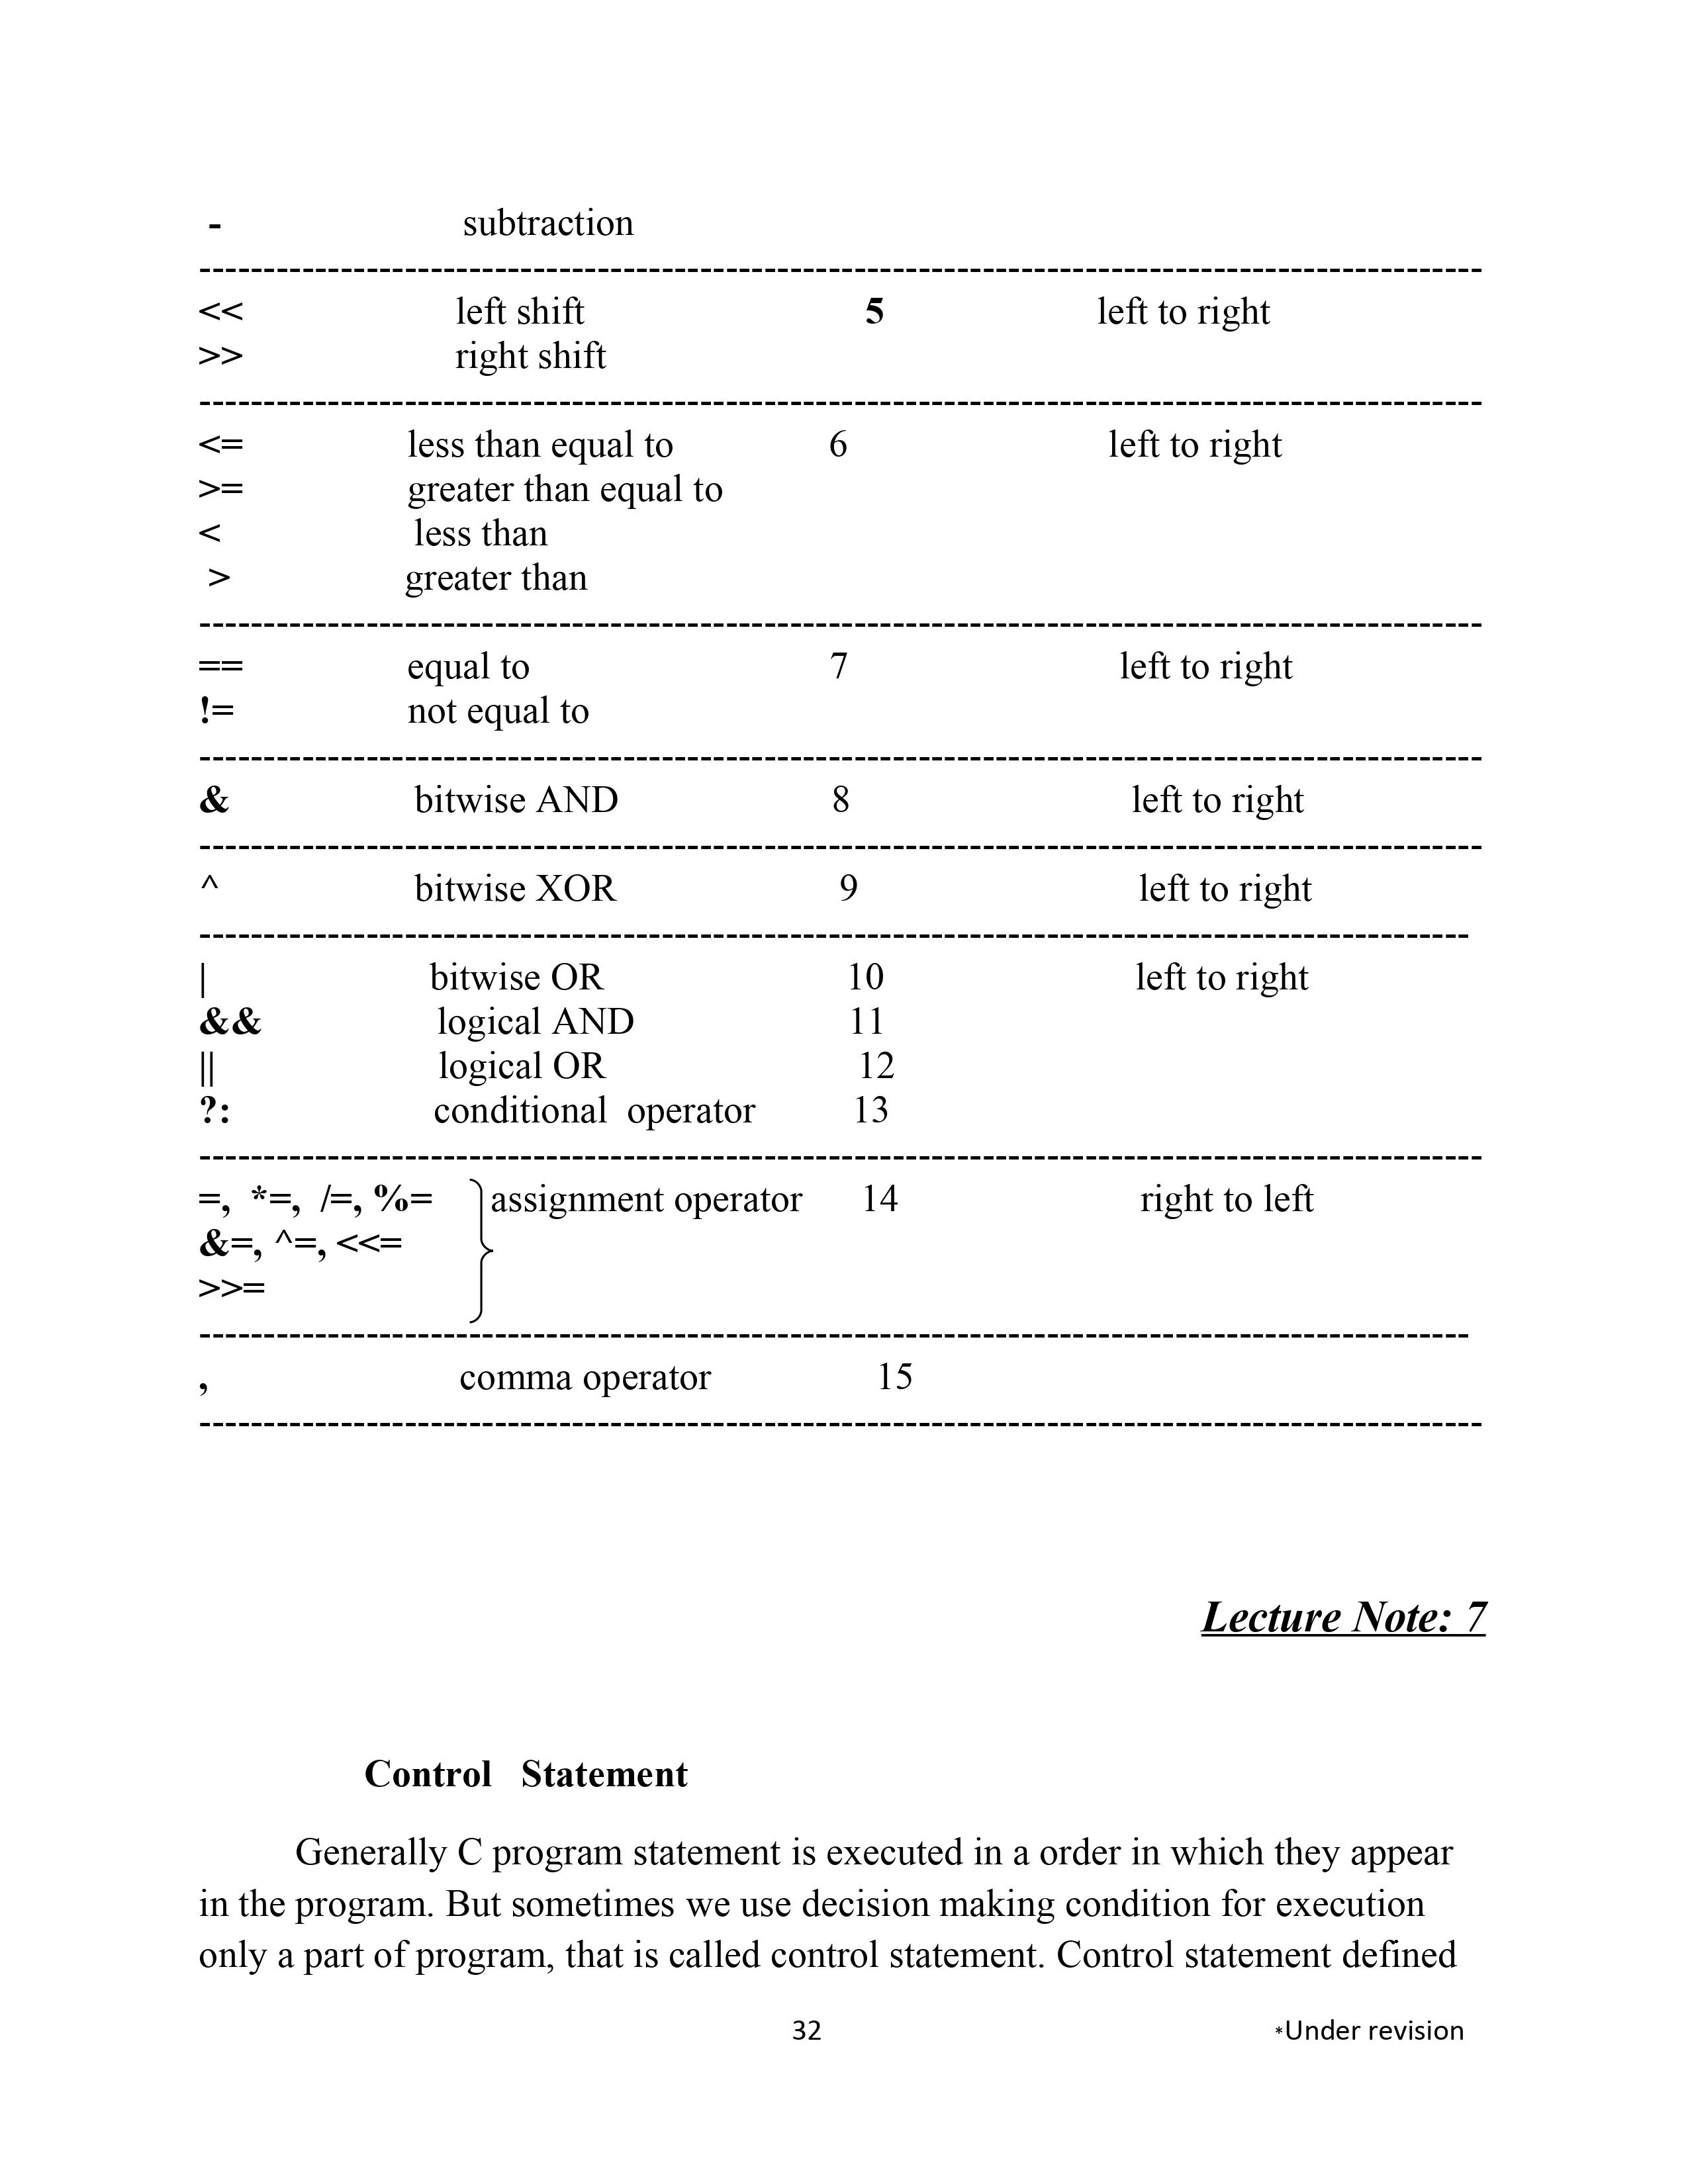 - subtraction
----------------------------------------------------------------------------------------------------
<< left shift 5 left to right
>> right shift
----------------------------------------------------------------------------------------------------
<= less than equal to 6 left to right
>= greater than equal to
< less than
> greater than
----------------------------------------------------------------------------------------------------
== equal to 7 left to right
!= not equal to
----------------------------------------------------------------------------------------------------
& bitwise AND 8 left to right
----------------------------------------------------------------------------------------------------
^ bitwise XOR 9 left to right
---------------------------------------------------------------------------------------------------
| bitwise OR 10 left to right
&& logical AND 11
|| logical OR 12
?: conditional operator 13
----------------------------------------------------------------------------------------------------
=, *=, /=, %= assignment operator 14 right to left
&=, ^=, <<=
>>=
---------------------------------------------------------------------------------------------------
, comma operator 15
----------------------------------------------------------------------------------------------------
Lecture Note: 7
Control Statement
Generally C program statement is executed in a order in which they appear
in the program. But sometimes we use decision making condition for execution
only a part of program, that is called control statement. Control statement defined
32 *Under revision